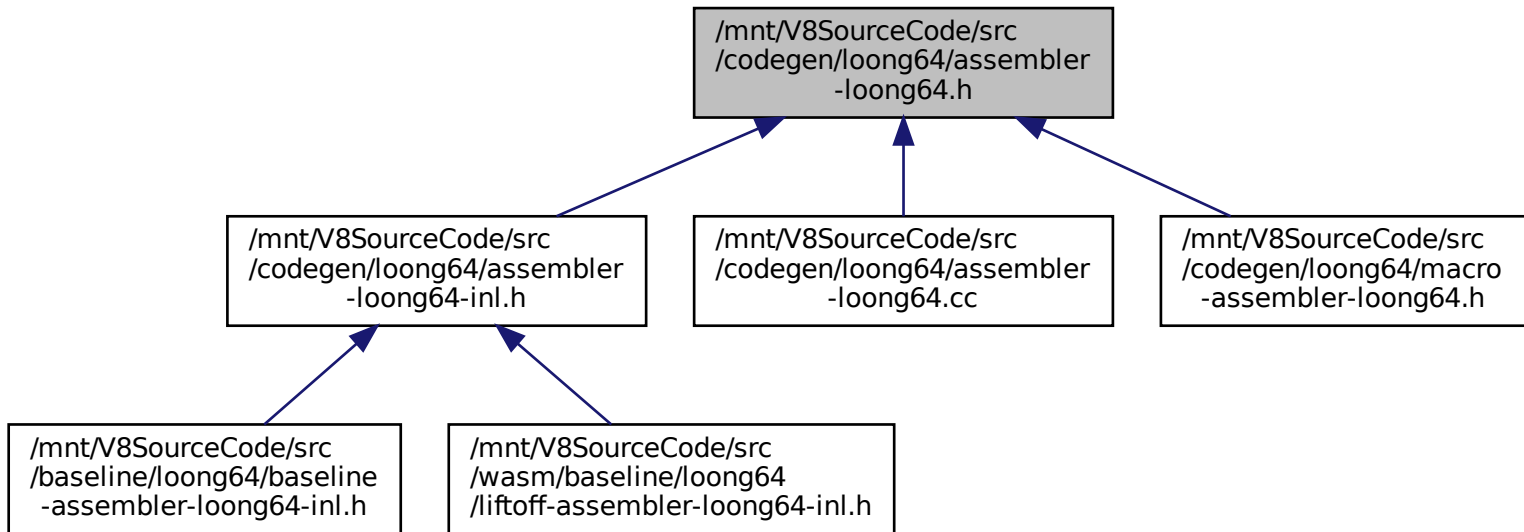 /mnt/V8SourceCode/src
/codegen/loong64/assembler
-loong64.h
/mnt/V8SourceCode/src
/codegen/loong64/assembler
-loong64-inl.h
/mnt/V8SourceCode/src
/codegen/loong64/assembler
-loong64.cc
/mnt/V8SourceCode/src
/codegen/loong64/macro
-assembler-loong64.h
/mnt/V8SourceCode/src
/baseline/loong64/baseline
-assembler-loong64-inl.h
/mnt/V8SourceCode/src
/wasm/baseline/loong64
/liftoff-assembler-loong64-inl.h